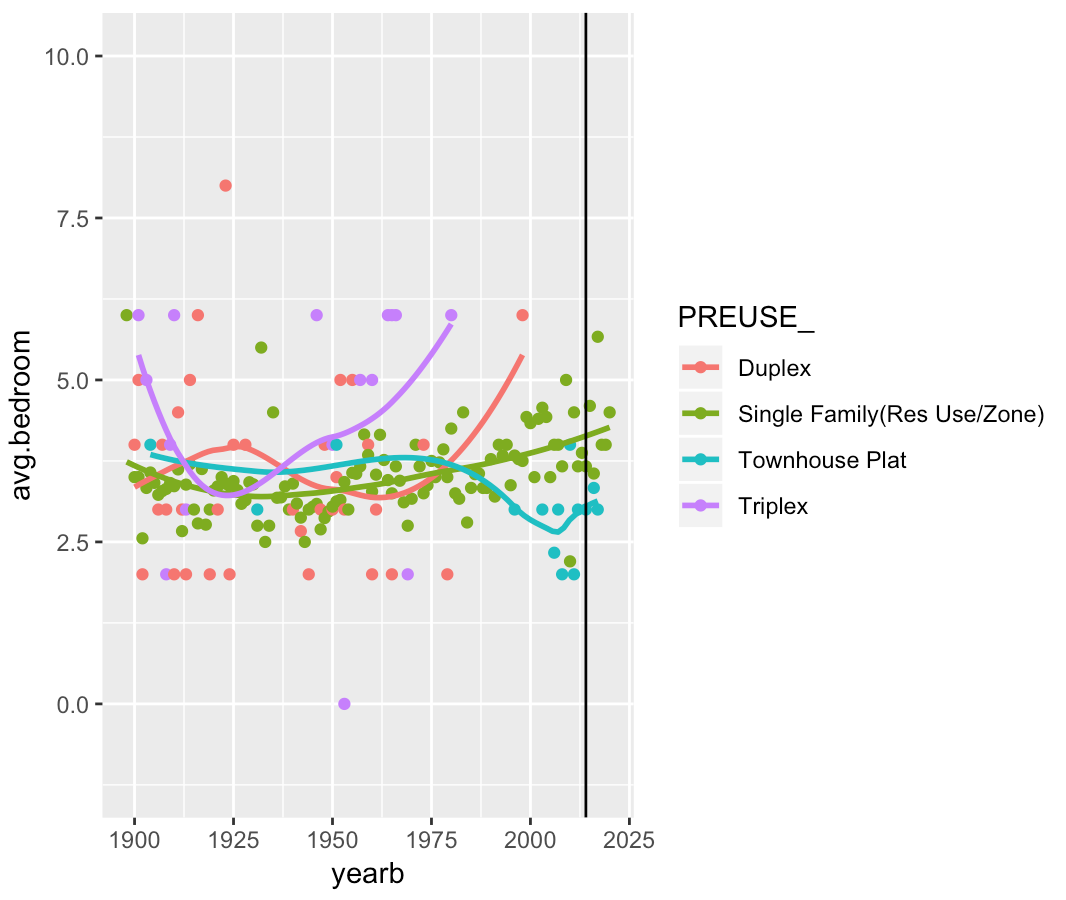 10.0
7.5
5.0
2.5
0.0
avg.bedroom
1900 1925 1950 1975 2000 2025
yearb
PREUSE_
Duplex
Single Family(Res Use/Zone)
Townhouse Plat
Triplex